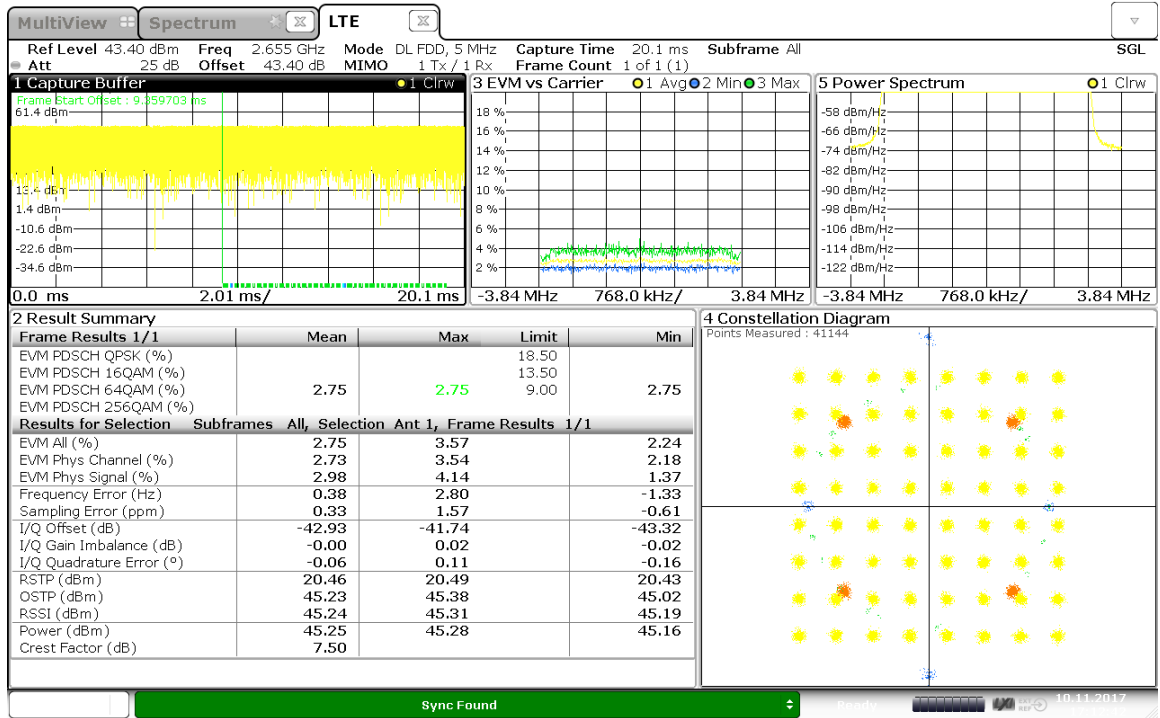 MultiView Spectrum LTE
Ref Level 43.40 dBm Freq 2.655 GHz Mode DL FDD, 5 MHz Capture Time 20.1 ms Subframe All SGL
Att 25 dB Offset 43.40 dB MIMO 1 Tx / 1 Rx Frame Count 1 of 1 (1)
1 Capture Buffer 1 Clrw
Frame Start Offset : 9.359703 ms
61.4 dBm
13.4 dBm
1.4 dBm
-10.6 dBm
-22.6 dBm
-34.6 dBm
0.0 ms 2.01 ms/ 20.1 ms
3 EVM vs Carrier 1 Avg 2 Min 3 Max
18 %
16 %
14 %
12 %
10 %
8 %
6 %
4 %
2 %
-3.84 MHz 768.0 kHz/ 3.84 MHz
5 Power Spectrum 1 Clrw
-58 dBm/Hz
-66 dBm/Hz
-74 dBm/Hz
-82 dBm/Hz
-90 dBm/Hz
-98 dBm/Hz
-106 dBm/Hz
-114 dBm/Hz
-122 dBm/Hz
-3.84 MHz 768.0 kHz/ 3.84 MHz
2 Result Summary
Frame Results 1/1 Mean Max Limit Min
EVM PDSCH QPSK (%) 18.50
EVM PDSCH 16QAM (%) 13.50
EVM PDSCH 64QAM (%) 2.75 2.75 9.00 2.75
EVM PDSCH 256QAM (%)
Results for Selection Subframes All, Selection Ant 1, Frame Results 1/1
EVM All (%) 2.75 3.57 2.24
EVM Phys Channel (%) 2.73 3.54 2.18
EVM Phys Signal (%) 2.98 4.14 1.37
Frequency Error (Hz) 0.38 2.80 -1.33
Sampling Error (ppm) 0.33 1.57 -0.61
I/Q Offset (dB) -42.93 -41.74 -43.32
I/Q Gain Imbalance (dB) -0.00 0.02 -0.02
I/Q Quadrature Error (°) -0.06 0.11 -0.16
RSTP (dBm) 20.46 20.49 20.43
OSTP (dBm) 45.23 45.38 45.02
RSSI (dBm) 45.24 45.31 45.19
Power (dBm) 45.25 45.28 45.16
Crest Factor (dB) 7.50
4 Constellation Diagram
Points Measured : 41144
Sync Found
Ready
LXI
10.11.2017